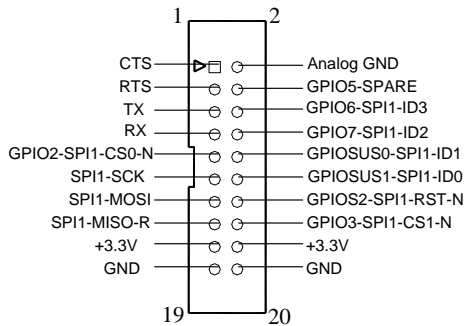 1 2
CTS Analog GND
RTS GPIO5-SPARE
TX GPIO6-SPI1-ID3
RX GPIO7-SPI1-ID2
GPIO2-SPI1-CS0-N GPIOSUS0-SPI1-ID1
SPI1-SCK GPIOSUS1-SPI1-ID0
SPI1-MOSI GPIOS2-SPI1-RST-N
SPI1-MISO-R GPIO3-SPI1-CS1-N
+3.3V +3.3V
GND GND
19 20